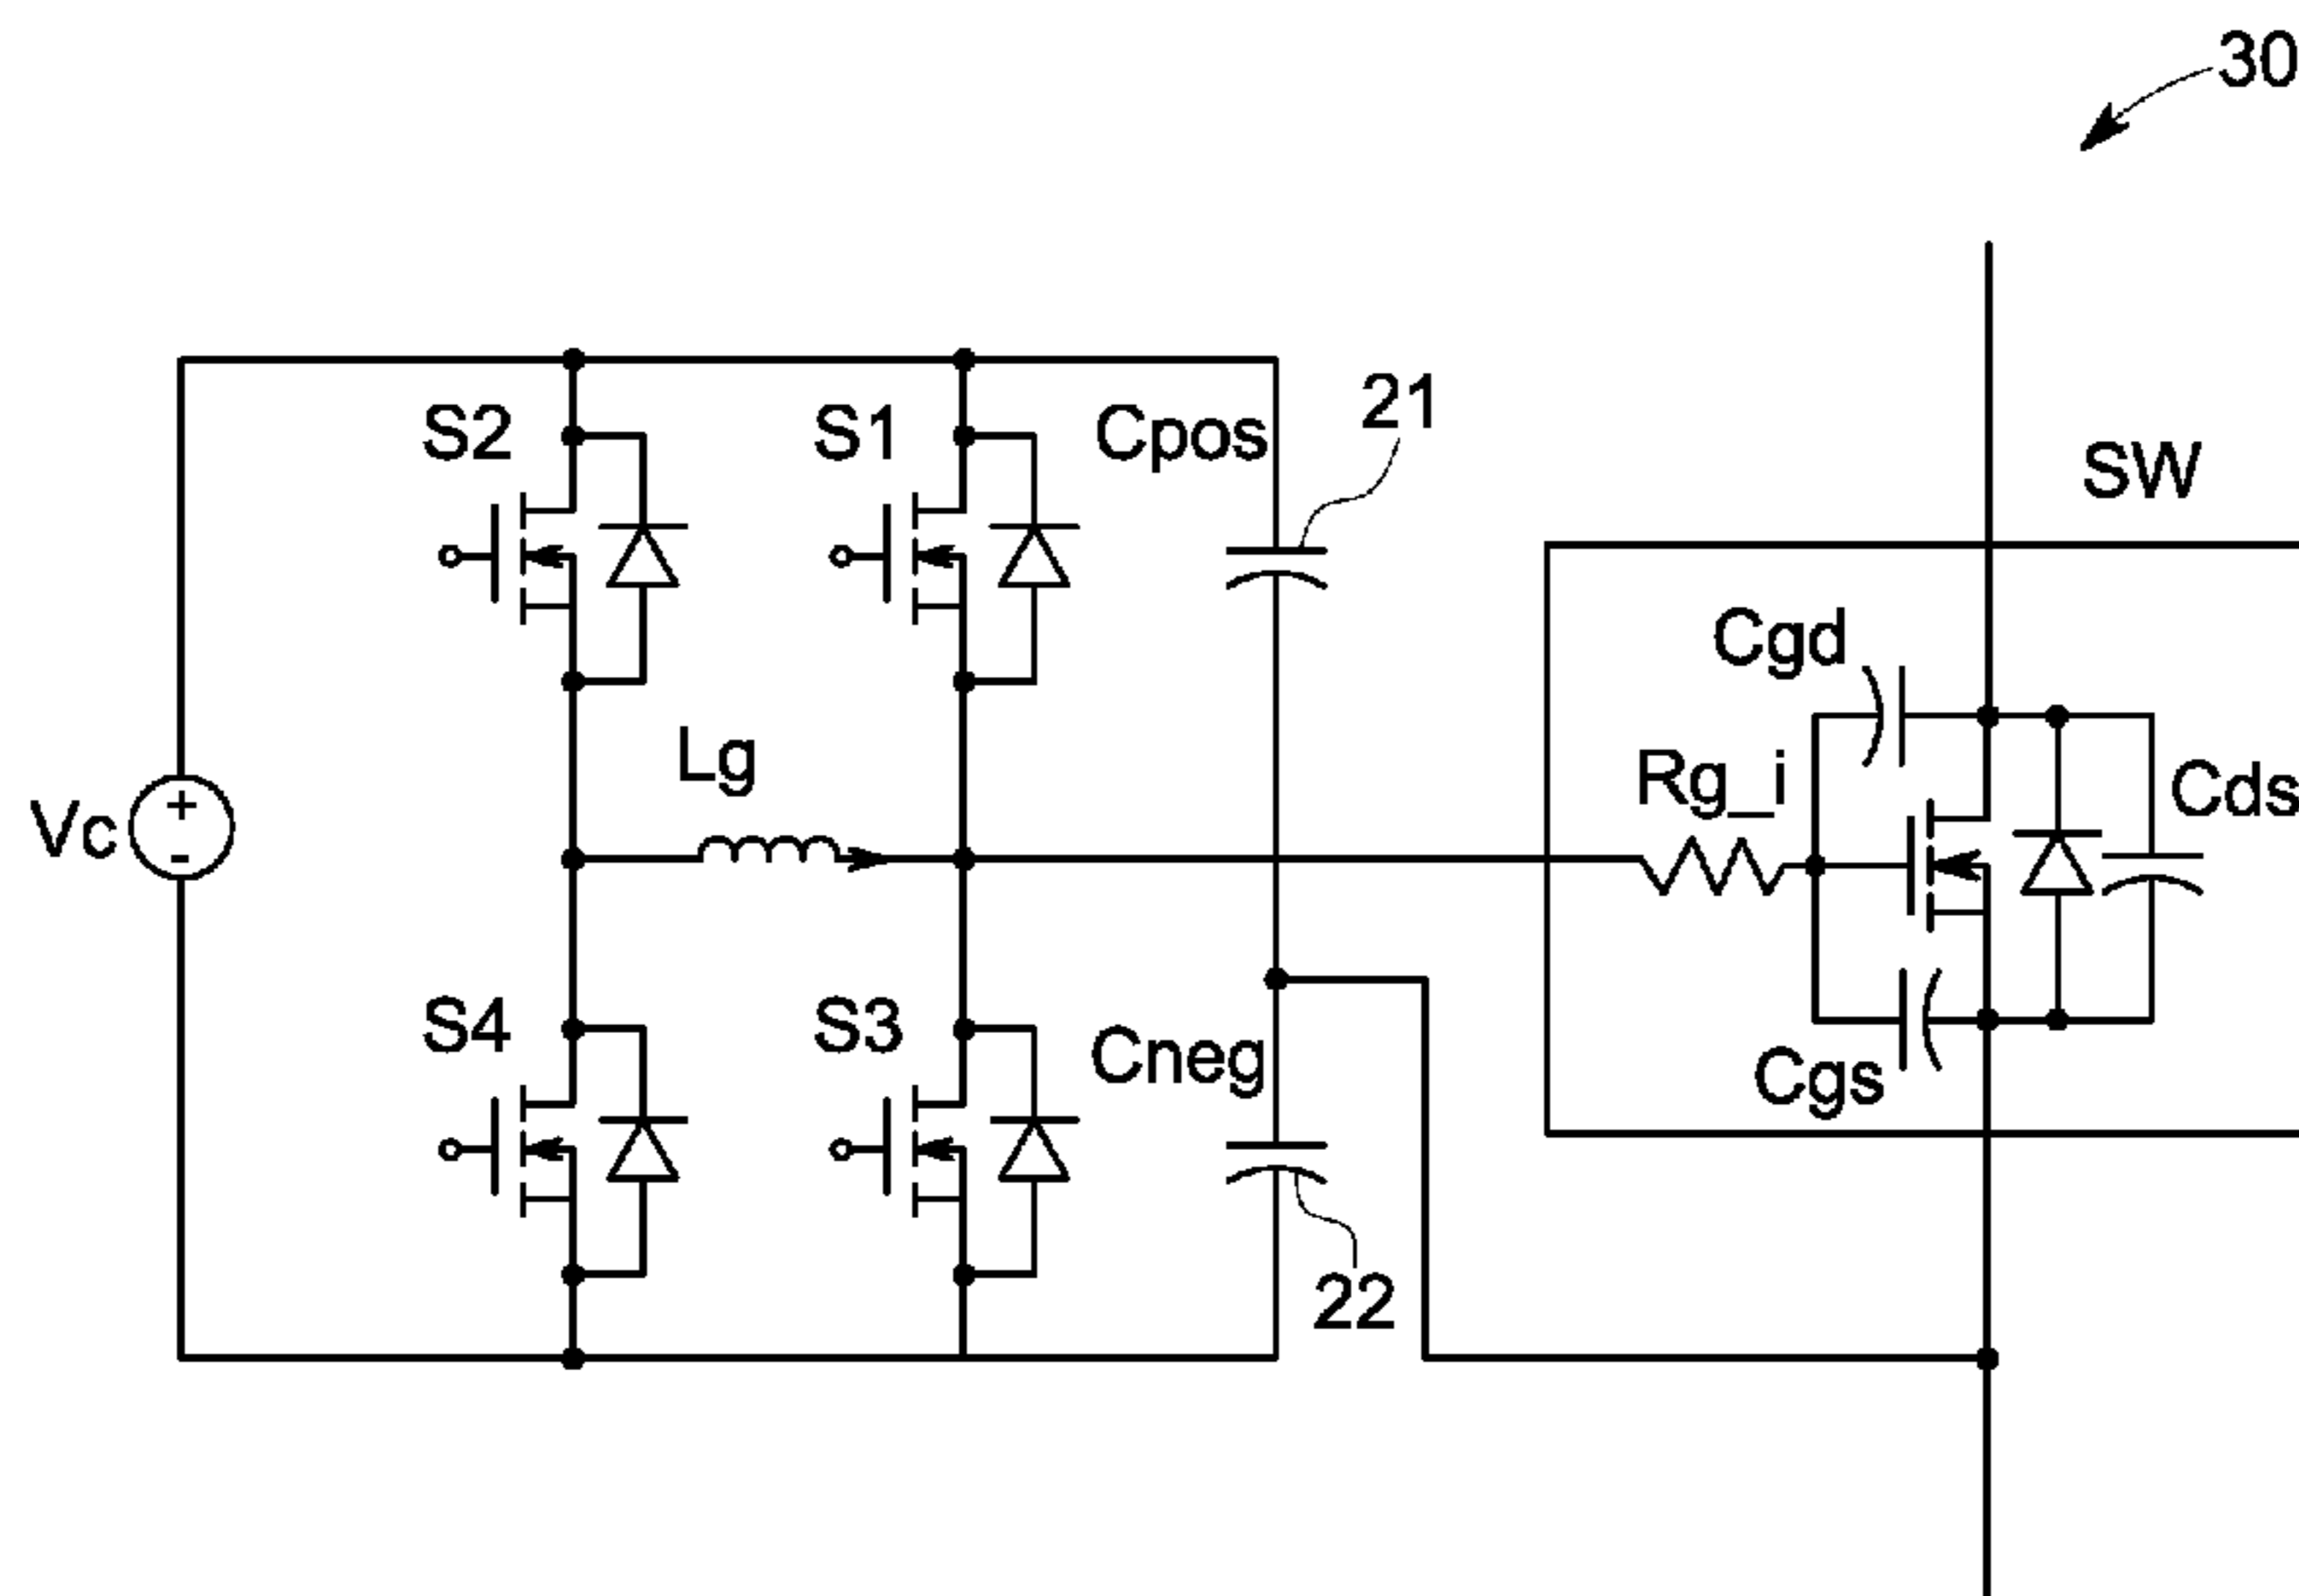 30
21
S2
S1
Cpos
SW
Cgd
Lg
Rg_i
Cds
Vc
+
-
S4
S3
Cneg
Cgs
22